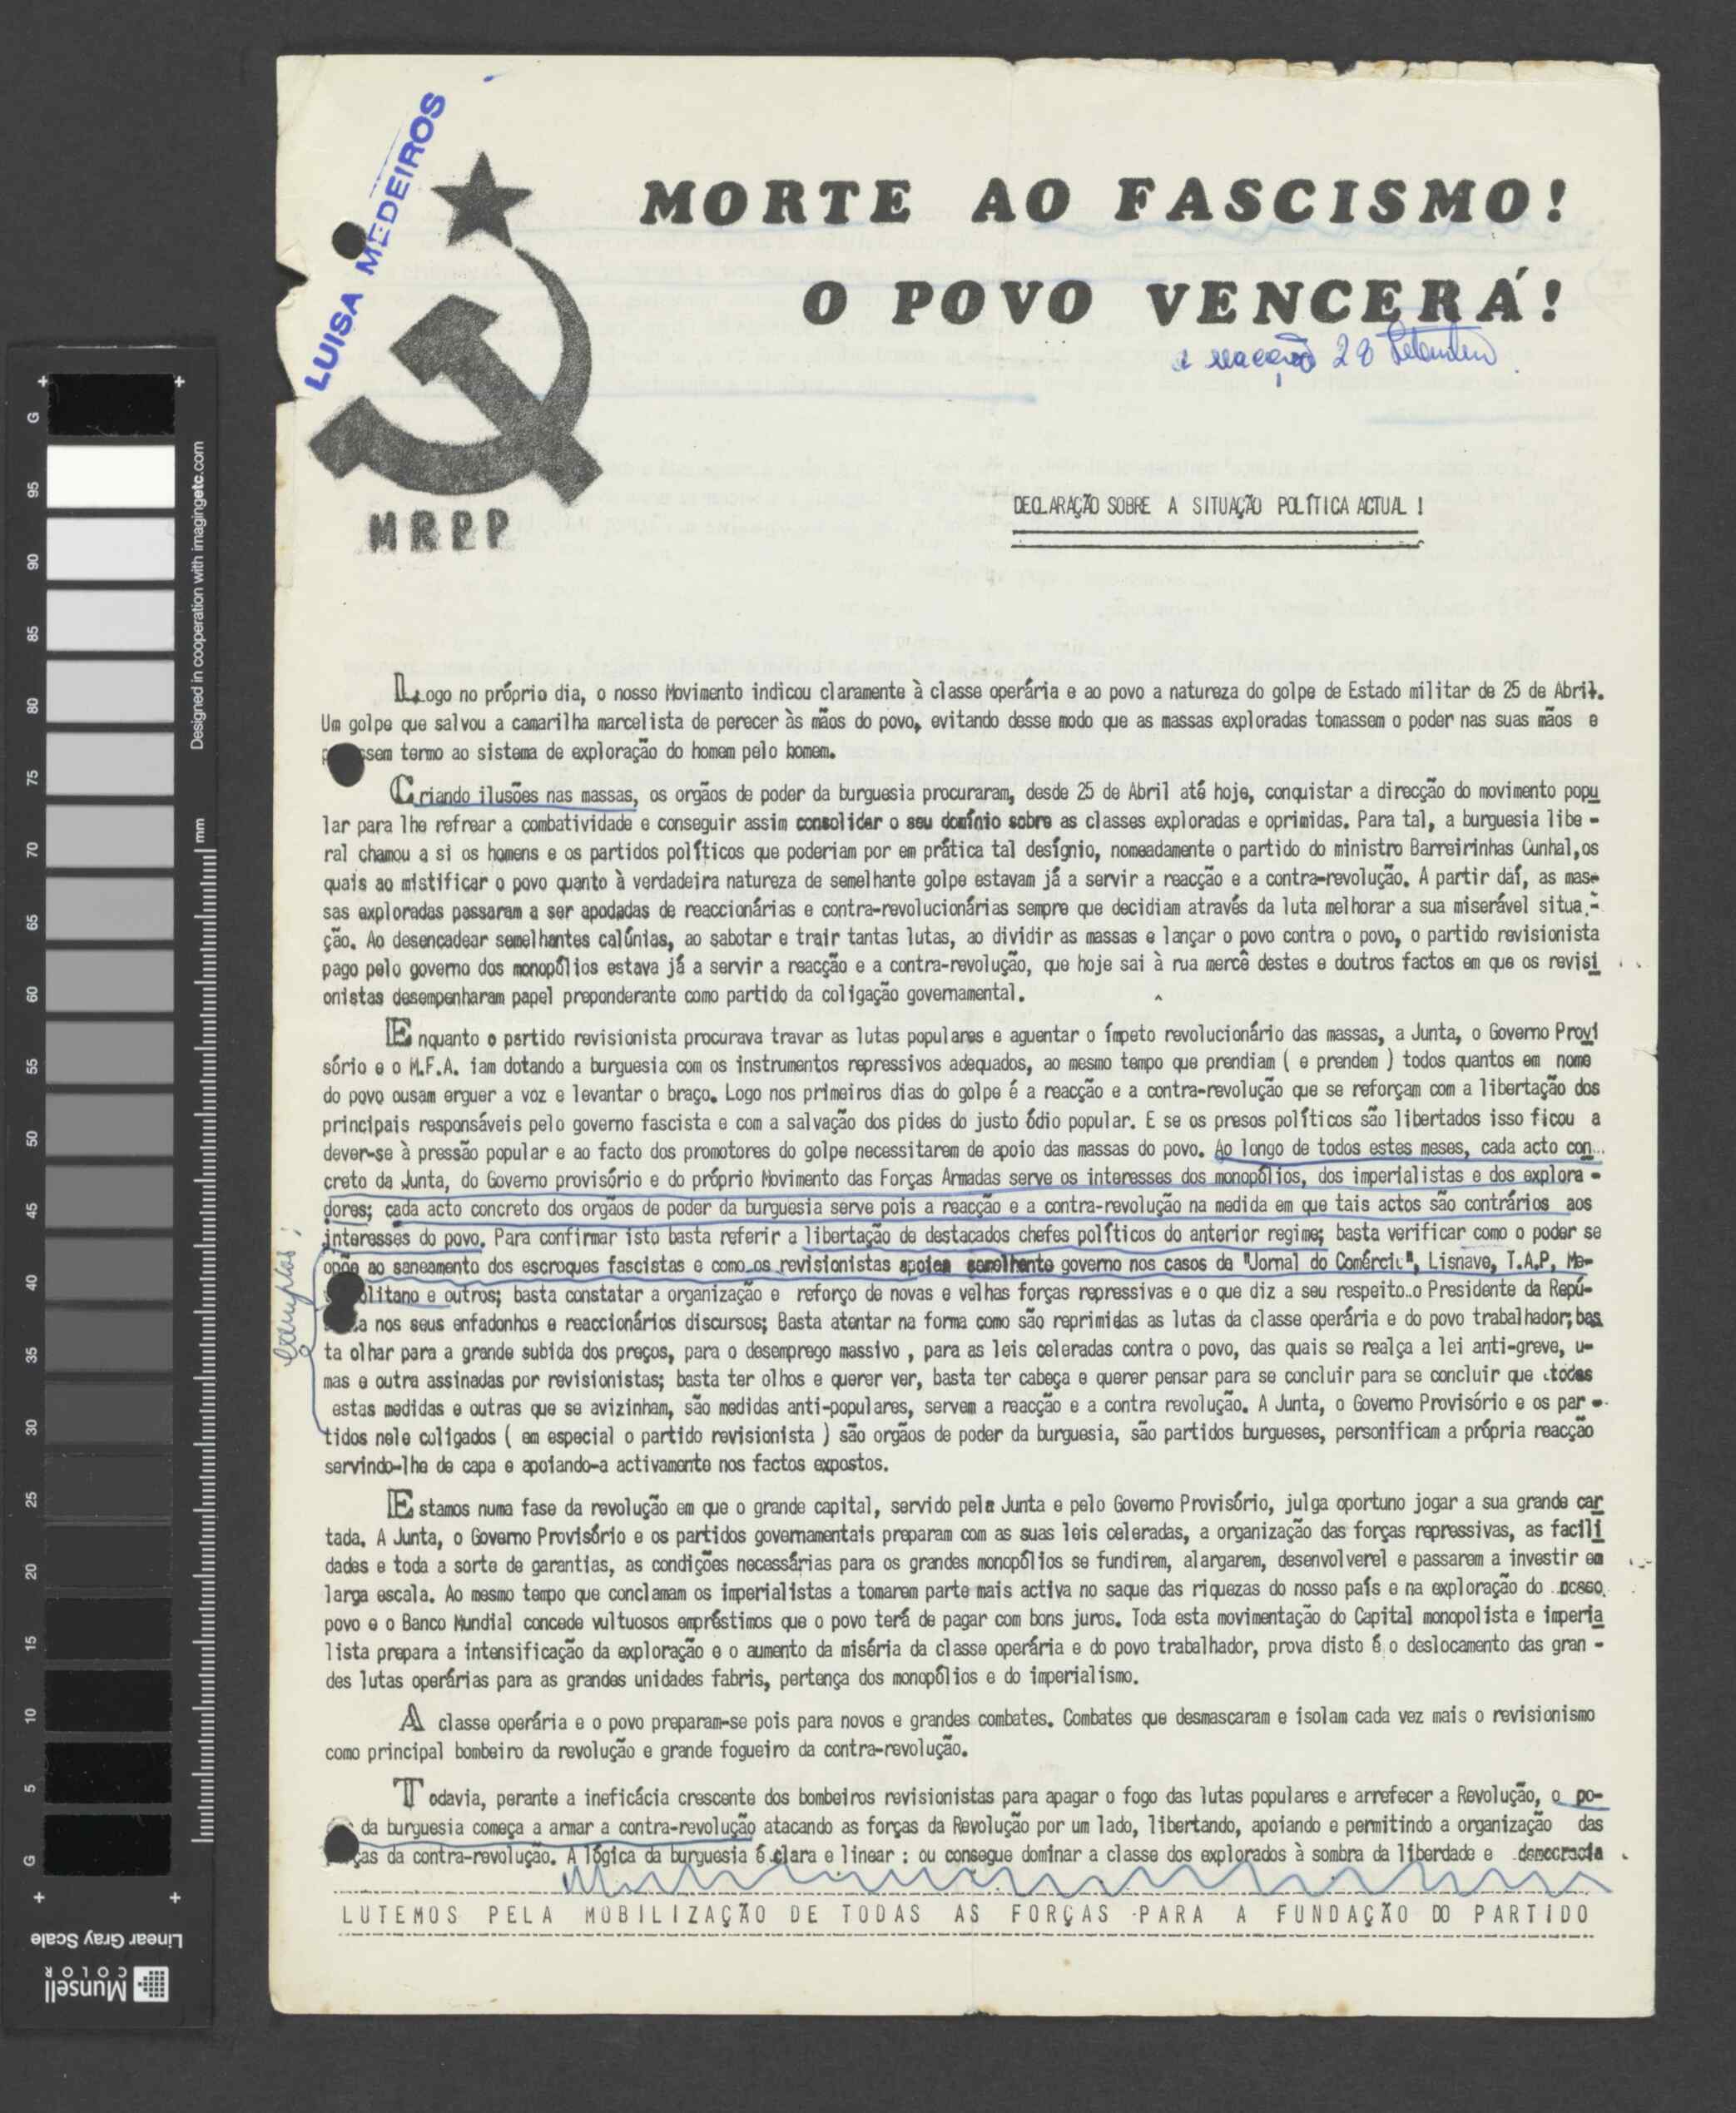 LUISA MEDEIROS
MORTE AO FASCISMO!
O POVO VENCERÁ!
reacção 28 Setembro
MRPP
DECLARAÇÃO SOBRE A SITUAÇÃO POLÍTICA ACTUAL !
Logo no próprio dia, o nosso Movimento indicou claramente à classe operária e ao povo a natureza do golpe de Estado militar de 25 de Abril.
Um golpe que salvou a camarilha marcelista de perecer às mãos do povo, evitando desse modo que as massas exploradas tomassem o poder nas suas mãos e
ssem termo ao sistema de exploração do homem pelo homem.
Criando ilusões nas massas, os orgãos de poder da burguesia procuraram, desde 25 de Abril até hoje, conquistar a direcção do movimento popu
lar para lhe refrear a combatividade e conseguir assim consolidar o seu domínio sobre as classes exploradas e oprimidas. Para tal, a burguesia libe -
ral chamou a si os homens e os partidos políticos que poderiam por em prática tal desígnio, nomeadamente o partido do ministro Barreirinhas Cunhal,os
quais ao mistificar o povo quanto à verdadeira natureza de semelhante golpe estavam já a servir a reacção e a contra-revolução. A partir daí, as mas-
sas exploradas passaram a ser apodadas de reaccionárias e contra-revolucionárias sempre que decidiam através da luta melhorar a sua miserável situa.-
ção. Ao desencadear semelhantes calúnias, ao sabotar e trair tantas lutas, ao dividir as massas e lançar o povo contra o povo, o partido revisionista
pago pelo governo dos monopólios estava já a servir a reacção e a contra-revolução, que hoje sai à rua mercê destes e doutros factos em que os revisi
onistas desempenharam papel preponderante como partido da coligação governamental.
Enquanto o partido revisionista procurava travar as lutas populares e aguentar o ímpeto revolucionário das massas, a Junta, o Governo Provi
sório e o M.F.A. iam dotando a burguesia com os instrumentos repressivos adequados, ao mesmo tempo que prendiam ( e prendem ) todos quantos em nome
do povo ousam erguer a voz e levantar o braço. Logo nos primeiros dias do golpe é a reacção e a contra-revolução que se reforçam com a libertação dos
principais responsáveis pelo governo fascista e com a salvação dos pides do justo ódio popular. E se os presos políticos são libertados isso ficou a
dever-se à pressão popular e ao facto dos promotores do golpe necessitarem de apoio das massas do povo. Ao longo de todos estes meses, cada acto con..
creto da Junta, do Governo provisório e do próprio Movimento das Forças Armadas serve os interesses dos monopólios, dos imperialistas e dos explora -
dores; cada acto concreto dos orgãos de poder da burguesia serve pois a reacção e a contra-revolução na medida em que tais actos são contrários aos
interesses do povo. Para confirmar isto basta referir a libertação de destacados chefes políticos do anterior regime; basta verificar como o poder se
opõe ao saneamento dos escroques fascistas e como os revisionistas apoiam semelhante governo nos casos da "Jornal do Comércio", Lisnave, T.A.P, Me-
exemplos:
olitano e outros; basta constatar a organização e reforço de novas e velhas forças repressivas e o que diz a seu respeito..o Presidente da Repú-
a nos seus enfadonhos e reaccionários discursos; Basta atentar na forma como são reprimidas as lutas da classe operária e do povo trabalhador;bas
ta olhar para a grande subida dos preços, para o desemprego massivo , para as leis celeradas contra o povo, das quais se realça a lei anti-greve, u-
mas e outra assinadas por revisionistas; basta ter olhos e querer ver, basta ter cabeça e querer pensar para se concluir para se concluir que .todas
estas medidas e outras que se avizinham, são medidas anti-populares, servem a reacção e a contra revolução. A Junta, o Governo Provisório e os par -
tidos nele coligados ( em especial o partido revisionista ) são orgãos de poder da burguesia, são partidos burgueses, personificam a própria reacção
servindo-lhe de capa e apoiando-a activamente nos factos expostos.
Estamos numa fase da revolução em que o grande capital, servido pela Junta e pelo Governo Provisório, julga oportuno jogar a sua grande car
tada. A Junta, o Governo Provisório e os partidos governamentais preparam com as suas leis celeradas, a organização das forças repressivas, as facili
dades e toda a sorte de garantias, as condições necessárias para os grandes monopólios se fundirem, alargarem, desenvolverel e passarem a investir em
larga escala. Ao mesmo tempo que conclamam os imperialistas a tomarem parte mais activa no saque das riquezas do nosso país e na exploração do nosso
povo e o Banco Mundial concede vultuosos empréstimos que o povo terá de pagar com bons juros. Toda esta movimentação do Capital monopolista e imperia
lista prepara a intensificação da exploração e o aumento da miséria da classe operária e do povo trabalhador, prova disto é o deslocamento das gran -
des lutas operárias para as grandes unidades fabris, pertença dos monopólios e do imperialismo.
A classe operária e o povo preparam-se pois para novos e grandes combates. Combates que desmascaram e isolam cada vez mais o revisionismo
como principal bombeiro da revolução e grande fogueiro da contra-revolução.
Todavia, perante a ineficácia crescente dos bombeiros revisionistas para apagar o fogo das lutas populares e arrefecer a Revolução, o po-
da burguesia começa a armar a contra-revolução atacando as forças da Revolução por um lado, libertando, apoiando e permitindo a organização das
ças da contra-revolução. A lógica da burguesia é clara e linear : ou consegue dominar a classe dos explorados à sombra da liberdade e democracia
LUTEMOS PELA MOBILIZAÇÃO DE TODAS AS FORÇAS PARA A FUNDAÇÃO DO PARTIDO
G 95 90 85 80 75 70 65 60 55 50 45 40 35 30 25 20 15 10 5 G
mm
Designed in cooperation with imagingetc.com
Linear Gray Scale
Munsell
COLOR